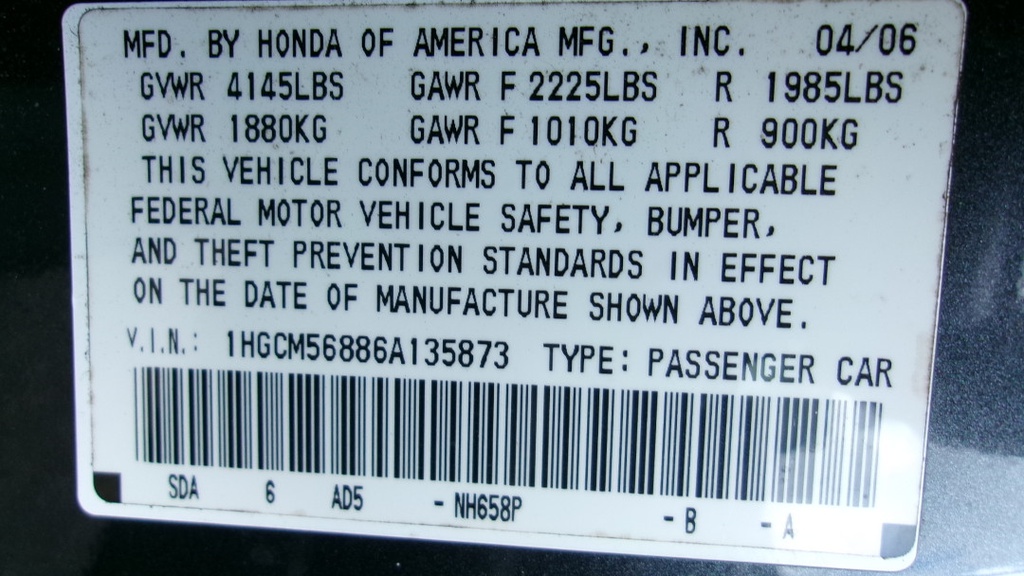 MFD. BY HONDA OF AMERICA MFG., INC. 04/06
GVWR 4145LBS GAWR F 2225LBS R 1985LBS
GVWR 1880KG GAWR F 1010KG R 900KG
THIS VEHICLE CONFORMS TO ALL APPLICABLE
FEDERAL MOTOR VEHICLE SAFETY, BUMPER,
AND THEFT PREVENTION STANDARDS IN EFFECT
ON THE DATE OF MANUFACTURE SHOWN ABOVE.
V.I.N.: 1HGCM56886A135873 TYPE: PASSENGER CAR
SDA 6 AD5 - NH658P - B - A